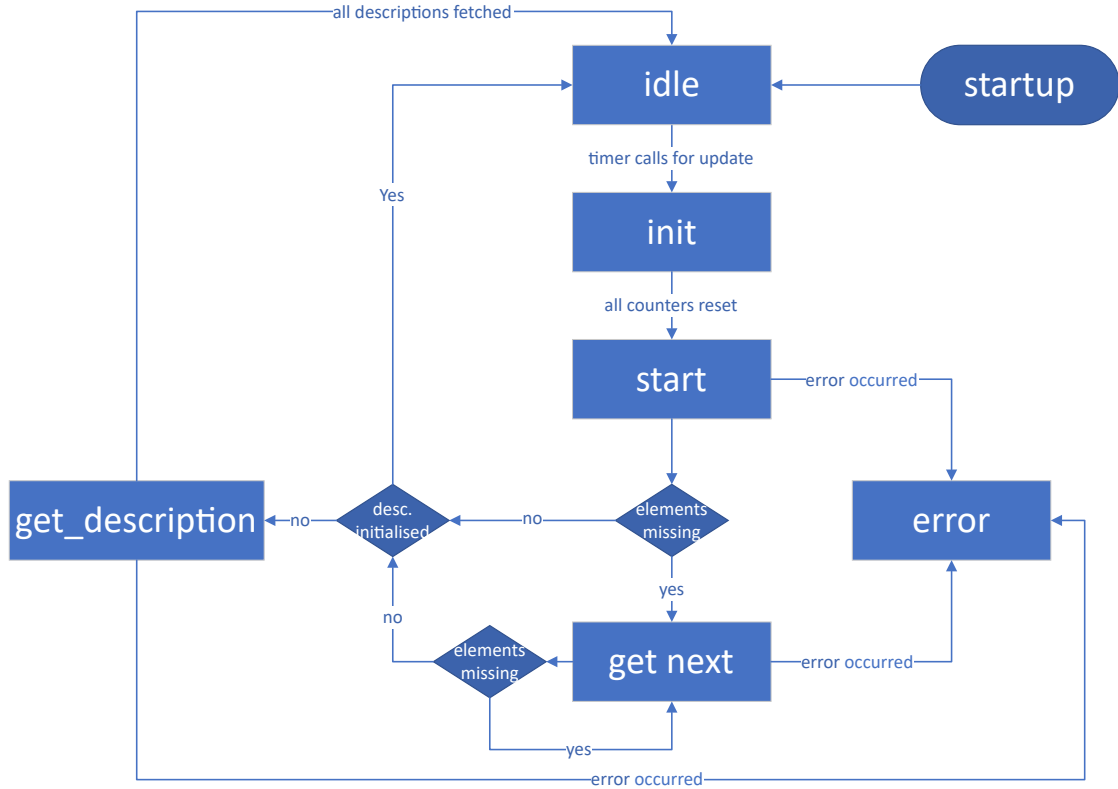 all descriptions fetched
idle
startup
timer calls for update
Yes
init
all counters reset
start
error occurred
get_description
no
desc.
initialised
no
elements
missing
error
yes
no
elements
missing
get next
error occurred
yes
error occurred